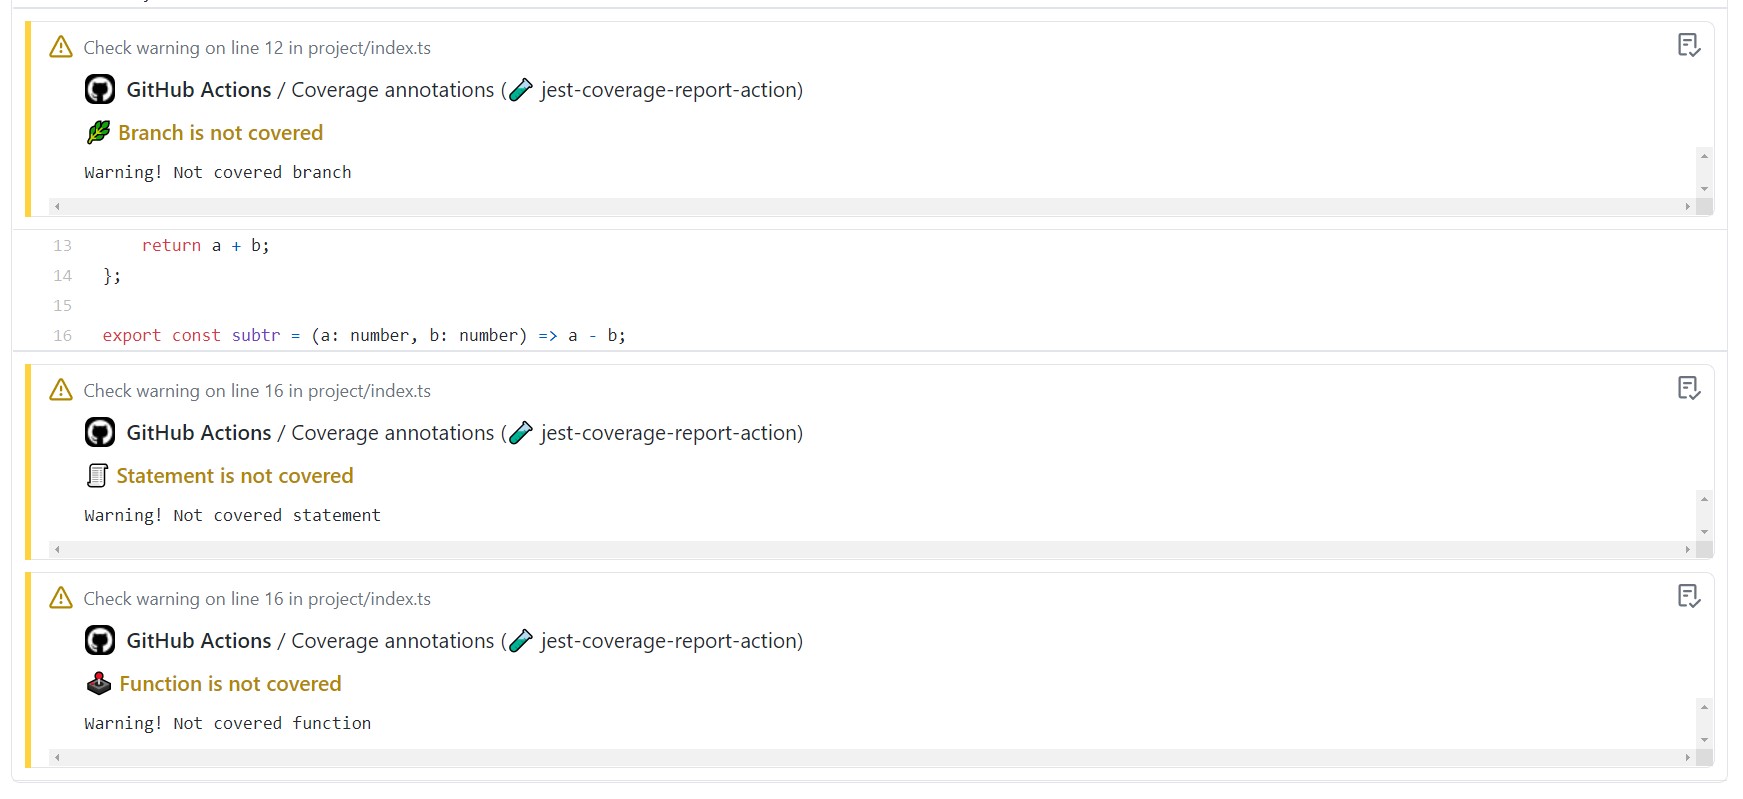 Check warning on line 12 in project/index.ts
GitHub Actions / Coverage annotations (🧪 jest-coverage-report-action)
🌿 Branch is not covered
Warning! Not covered branch
13 return a + b;
14 };
15
16 export const subtr = (a: number, b: number) => a - b;
Check warning on line 16 in project/index.ts
GitHub Actions / Coverage annotations (🧪 jest-coverage-report-action)
🧾 Statement is not covered
Warning! Not covered statement
Check warning on line 16 in project/index.ts
GitHub Actions / Coverage annotations (🧪 jest-coverage-report-action)
🕹 Function is not covered
Warning! Not covered function